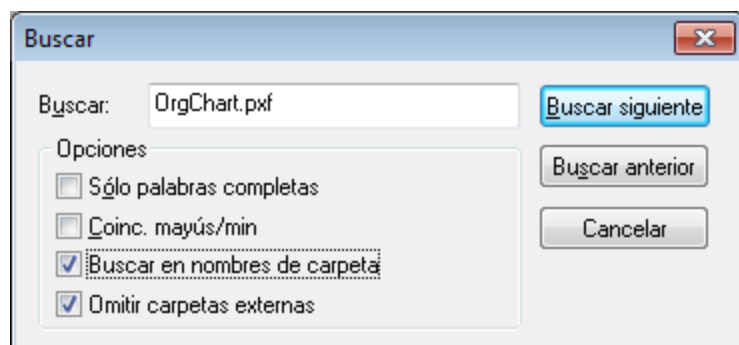 Buscar
Buscar: OrgChart.pxf
Buscar siguiente
Opciones
Buscar anterior
Sólo palabras completas
Coinc. mayús/min
Cancelar
Buscar en nombres de carpeta
Omitir carpetas externas